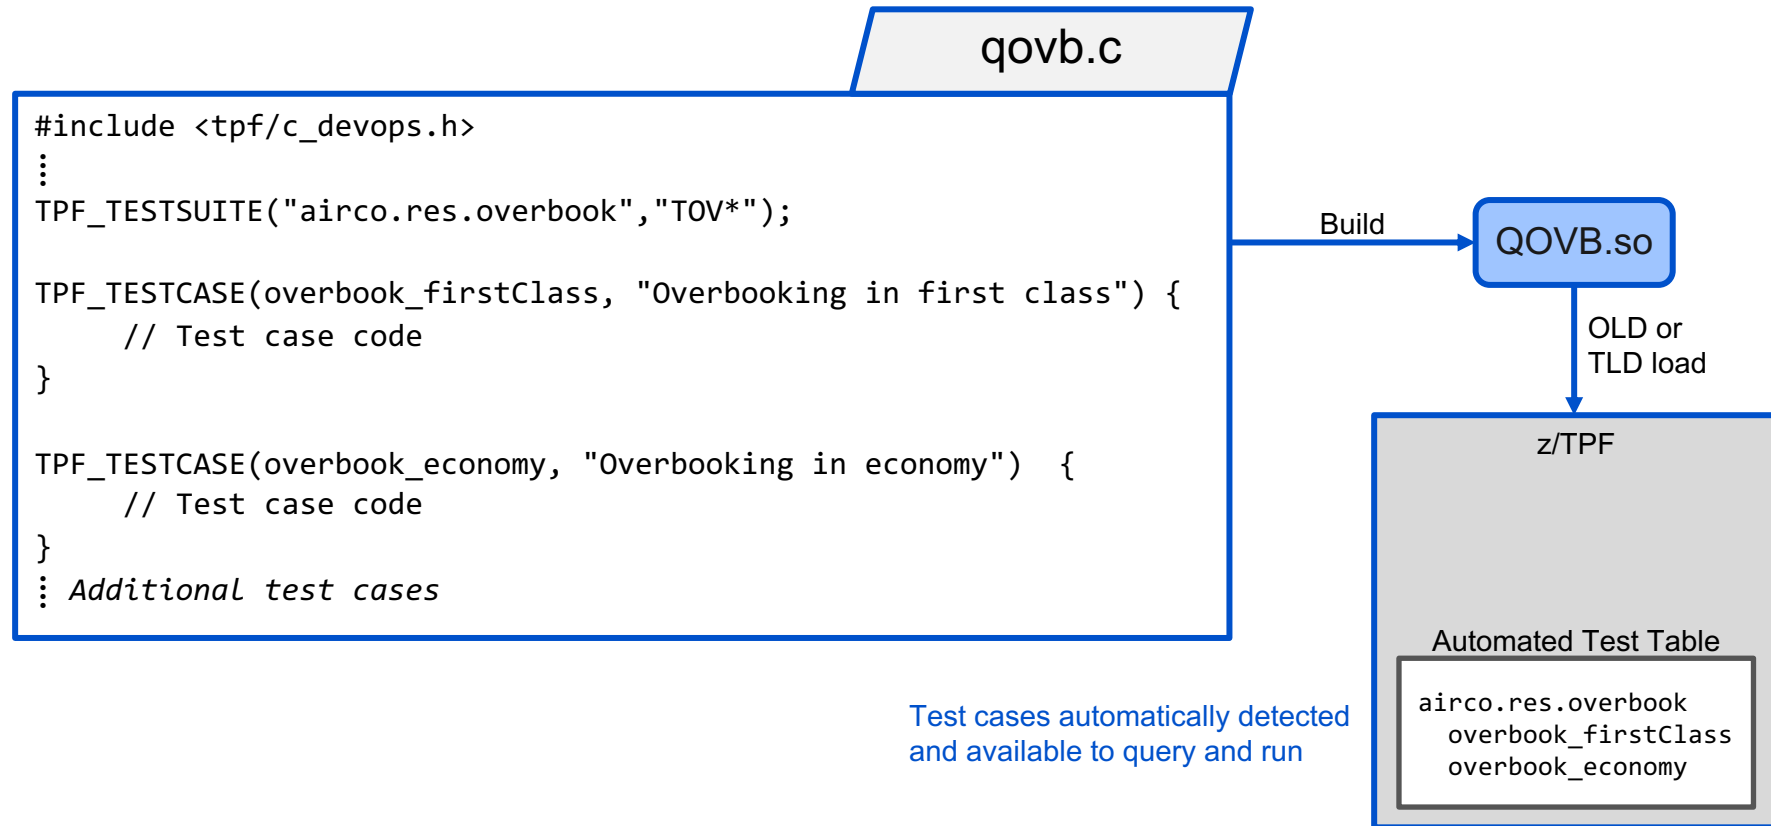 qovb.c
#include <tpf/c_devops.h>
TPF_TESTSUITE("airco.res.overbook","TOV*");
TPF_TESTCASE(overbook_firstClass, "Overbooking in first class") {
// Test case code
}
TPF_TESTCASE(overbook_economy, "Overbooking in economy")  {
// Test case code
}
Additional test cases
Build
QOVB.so
OLD or
TLD load
z/TPF
Automated Test Table
airco.res.overbook
overbook_firstClass
overbook_economy
Test cases automatically detected
and available to query and run